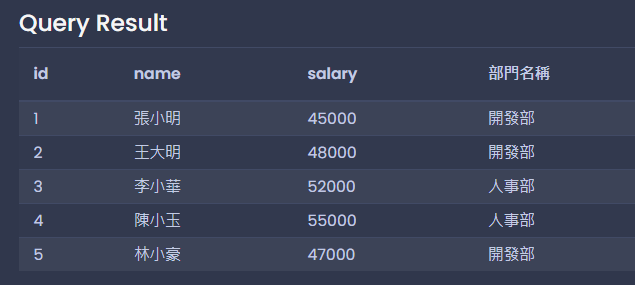 Query Result
id name salary 部門名稱
1 張小明 45000 開發部
2 王大明 48000 開發部
3 李小華 52000 人事部
4 陳小玉 55000 人事部
5 林小豪 47000 開發部